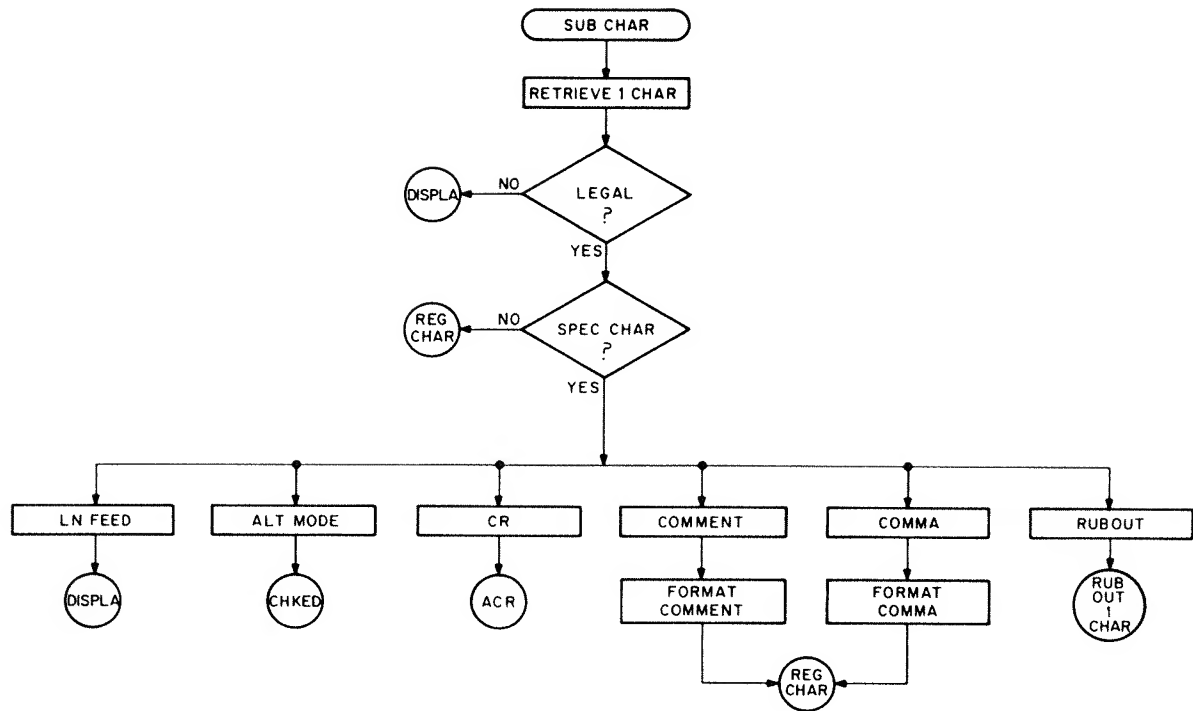 SUB CHAR
RETRIEVE 1 CHAR
LEGAL
?
NO
DISPLA
YES
SPEC CHAR
?
NO
REG
CHAR
YES
LN FEED
ALT MODE
CR
COMMENT
COMMA
RUBOUT
DISPLA
CHKED
ACR
FORMAT
COMMENT
FORMAT
COMMA
RUB
OUT
1
CHAR
REG
CHAR